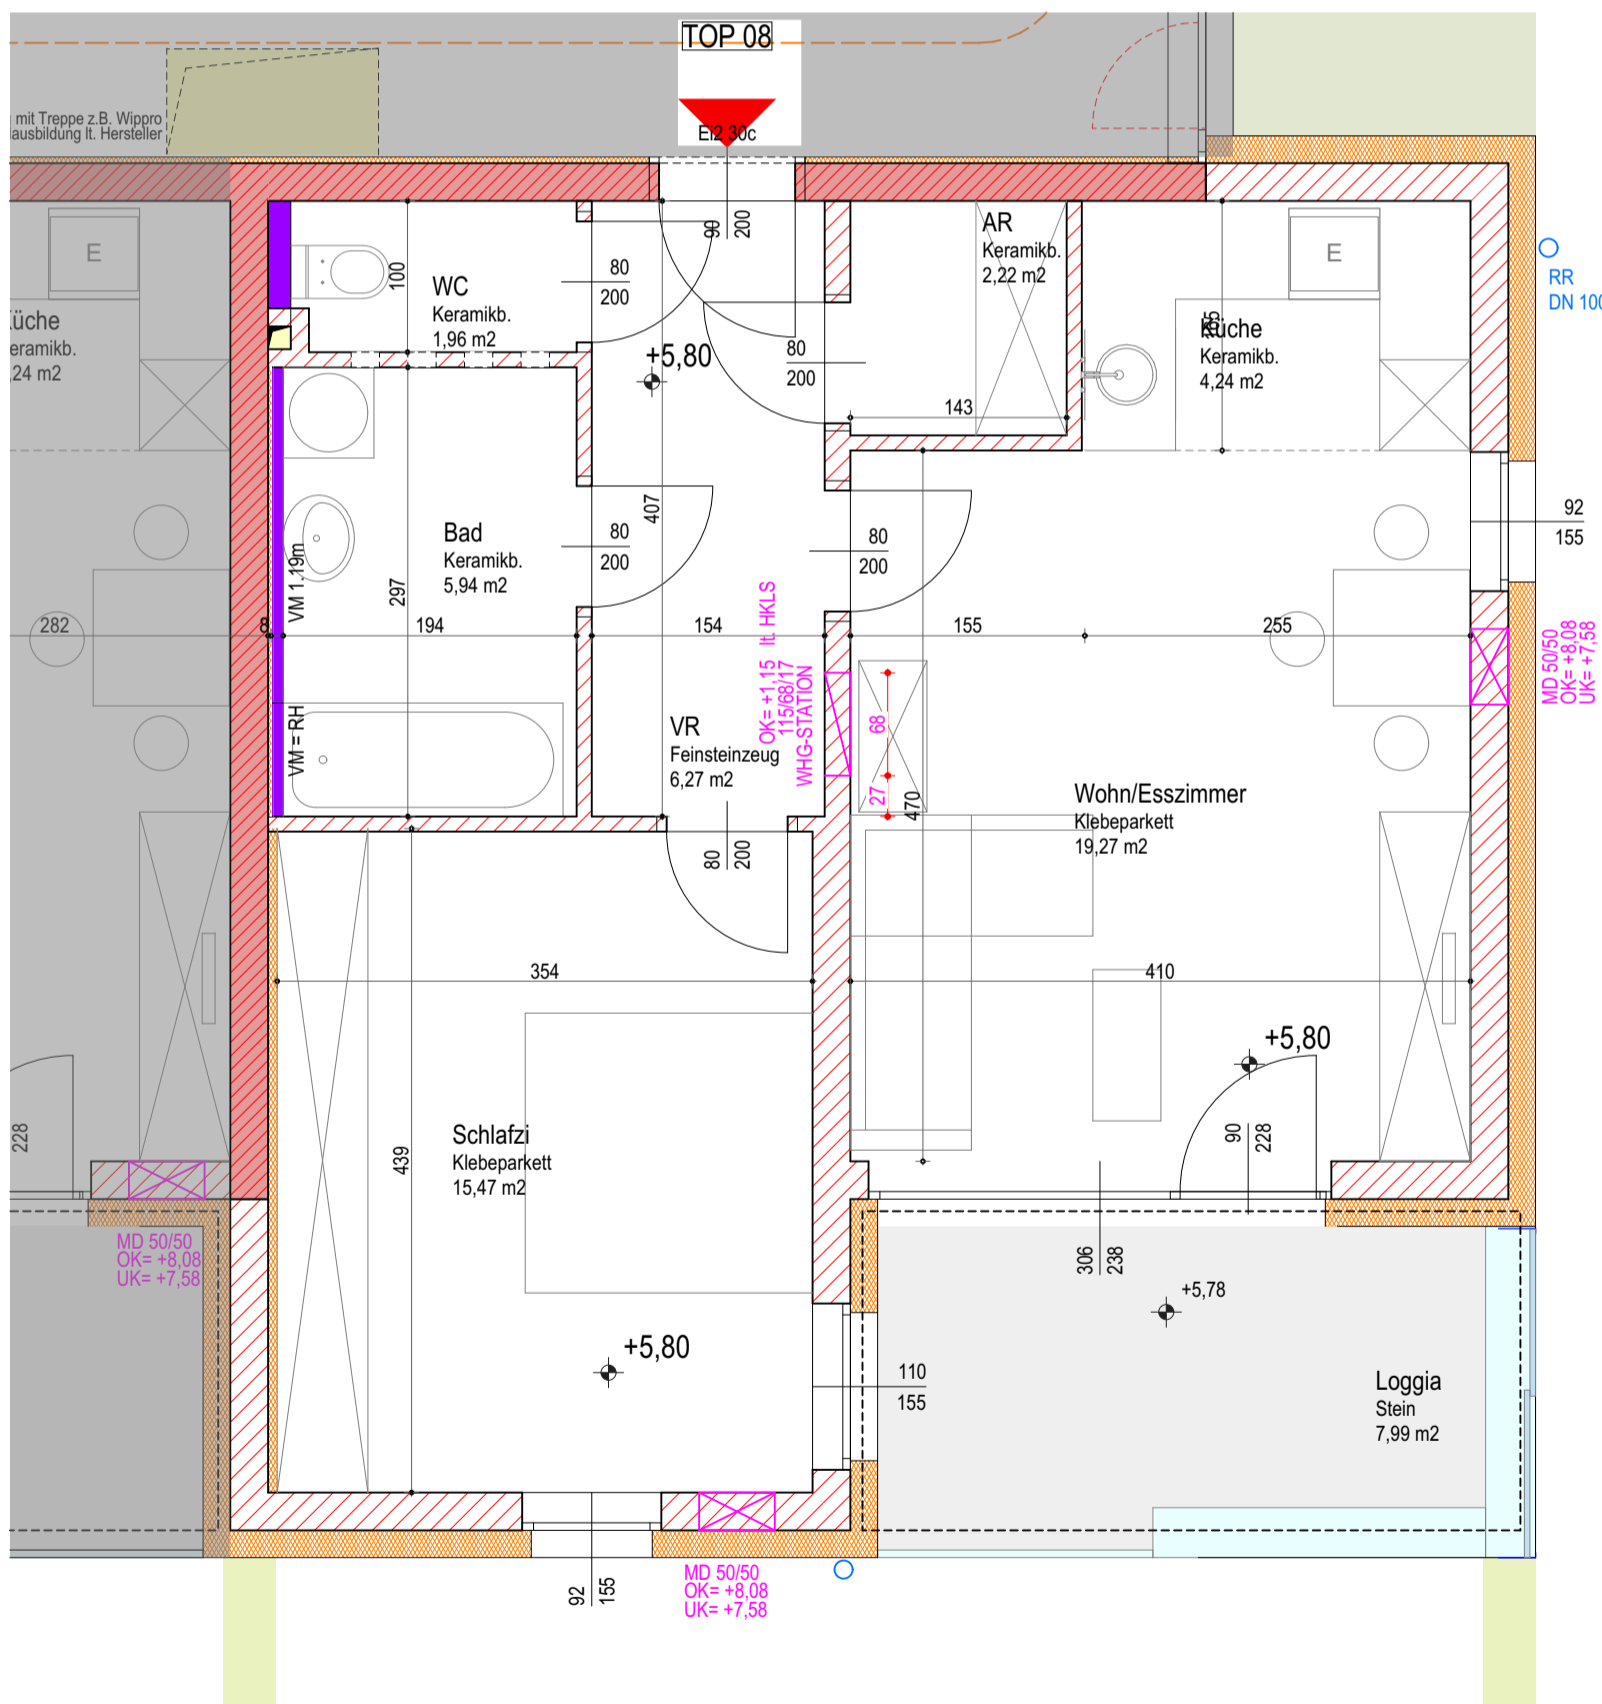 TOP 08
Ei2 30c
mit Treppe z.B. Wippro
ausbildung lt. Hersteller
90
200
E
Küche
eramikb.
,24 m2
100
WC
Keramikb.
1,96 m2
80
200
+5,80
80
200
AR
Keramikb.
2,22 m2
143
E
Küche
Keramikb.
4,24 m2
RR
DN 100
92
155
282
8
VM 1.19m
VM = RH
297
194
Bad
Keramikb.
5,94 m2
80
200
407
154
VR
Feinsteinzeug
6,27 m2
OK= +1,15 lt. HKLS
115/68/17
WHG-STATION
80
200
155
255
68
27
470
Wohn/Esszimmer
Klebeparkett
19,27 m2
MD 50/50
OK= +8,08
UK= +7,58
80
200
354
410
439
Schlafzi
Klebeparkett
15,47 m2
+5,80
+5,80
90
228
228
MD 50/50
OK= +8,08
UK= +7,58
306
238
+5,78
110
155
Loggia
Stein
7,99 m2
92
155
MD 50/50
OK= +8,08
UK= +7,58